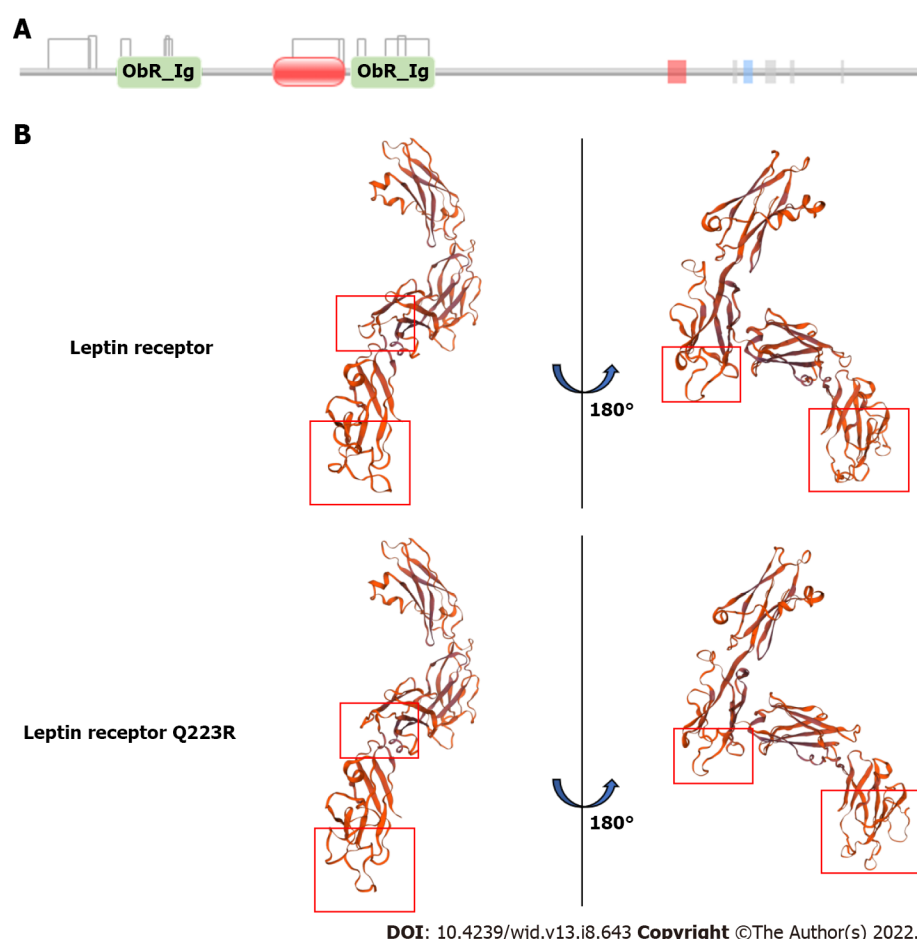 A
ObR_Ig ObR_Ig
B
Leptin receptor
180°
Leptin receptor Q223R
180°
DOI: 10.4239/wjd.v13.i8.643 Copyright ©The Author(s) 2022.